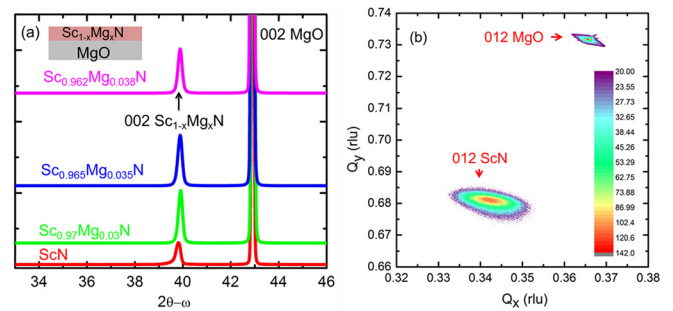 (a)
Sc₁₋ₓMgₓN
MgO
002 MgO
Sc₀.₉₆₂Mg₀.₀₃₈N
002 Sc₁₋ₓMgₓN
Sc₀.₉₆₅Mg₀.₀₃₅N
Sc₀.₉₇Mg₀.₀₃N
ScN
34 36 38 40 42 44 46
2θ−ω
(b)
012 MgO
012 ScN
0.74
0.73
0.72
0.71
0.70
0.69
0.68
0.67
0.66
Qy (rlu)
20.00
23.73
27.65
32.50
38.20
45.29
53.26
63.01
73.88
86.99
102.4
120.6
142.0
0.32 0.33 0.34 0.35 0.36 0.37 0.38
Qₓ (rlu)